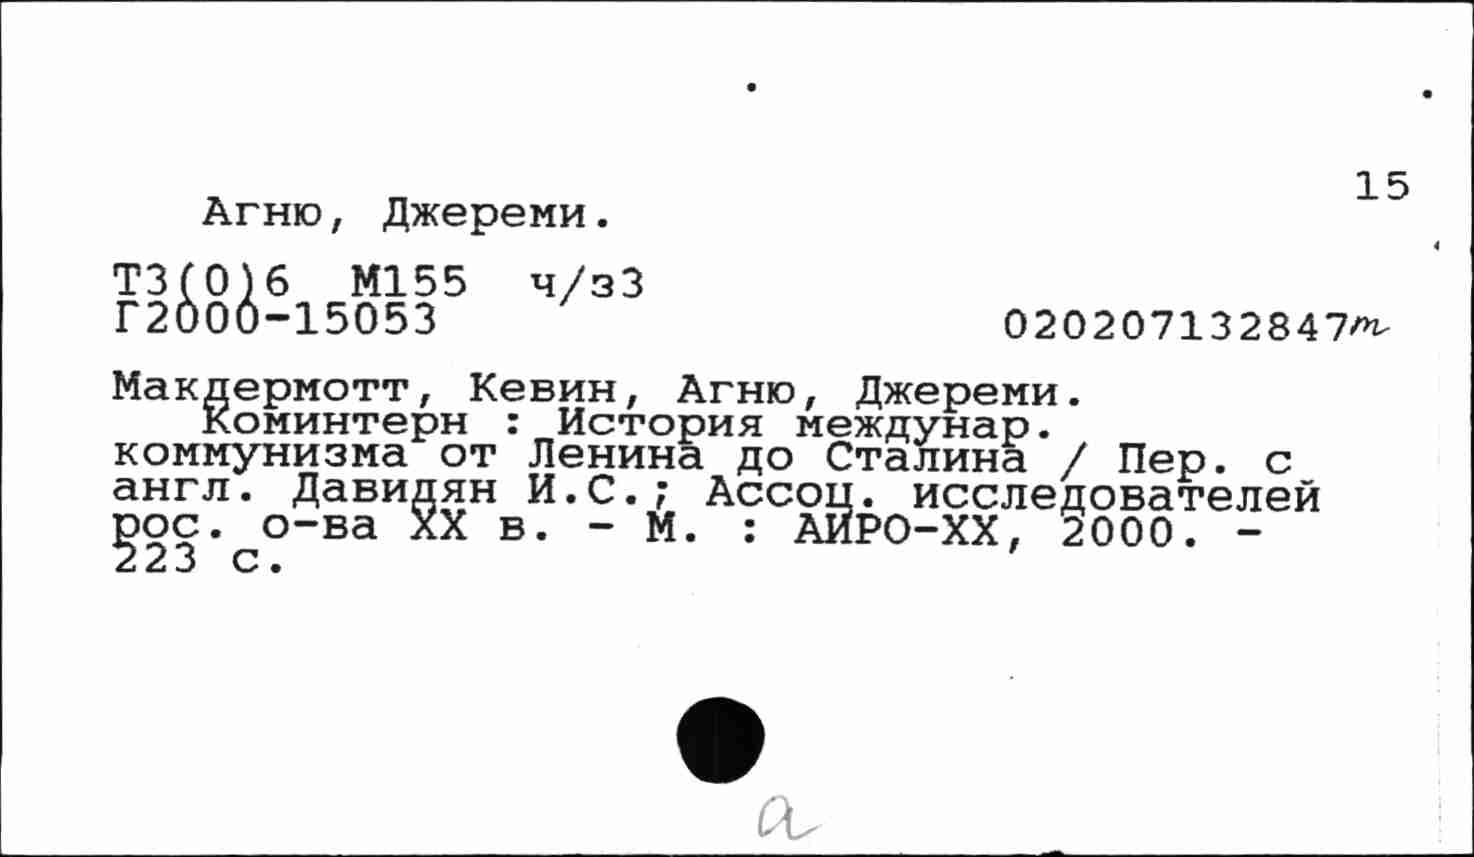 15
Агню, Джереми.
Т3(0)6 М155 ч/з3
Г2000-15053
020207132847m
Макдермотт, Кевин, Агню, Джереми.
Коминтерн : История междунар.
коммунизма от Ленина до Сталина / Пер. с
англ. Давидян И.С.; Ассоц. исследователей
рос. о-ва XX в. - М. : АИРО-XX, 2000. -
223 с.
a